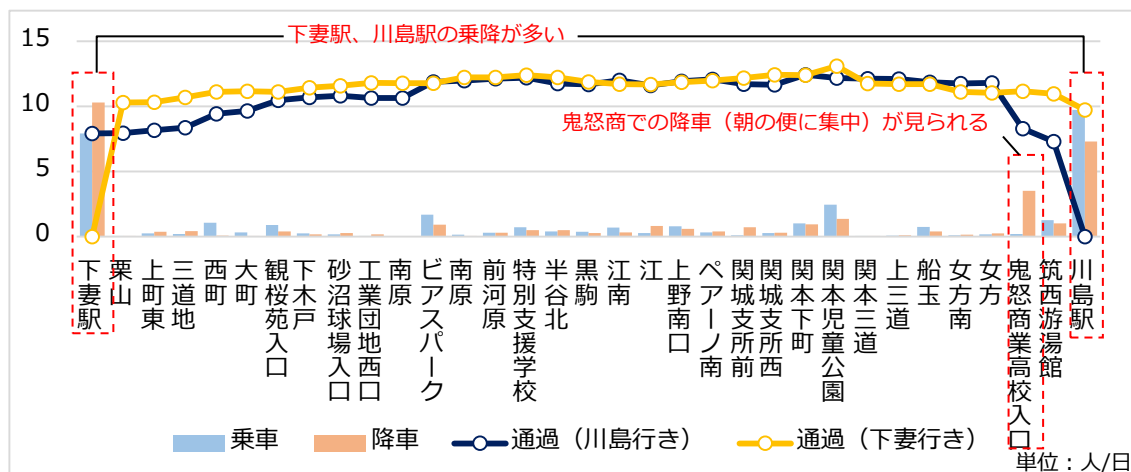 下妻駅、川島駅の乗降が多い
15
10
5
0
鬼怒商での降車（朝の便に集中）が見られる
下妻駅
栗山
上町東
三道地
西町
大町
観桜苑入口
下木戸
砂沼球場入口
工業団地西口
南原
ビアスパーク
南原
前河原
特別支援学校
半谷北
黒駒
江南
江
上野南口
ペアーノ南
関城支所前
関城支所西
関本下町
関本児童公園
関本三道
上三道
船玉
女方南
女方
鬼怒商業高校入口
筑西游湯館
川島駅
乗車
降車
通過（川島行き）
通過（下妻行き）
単位：人/日